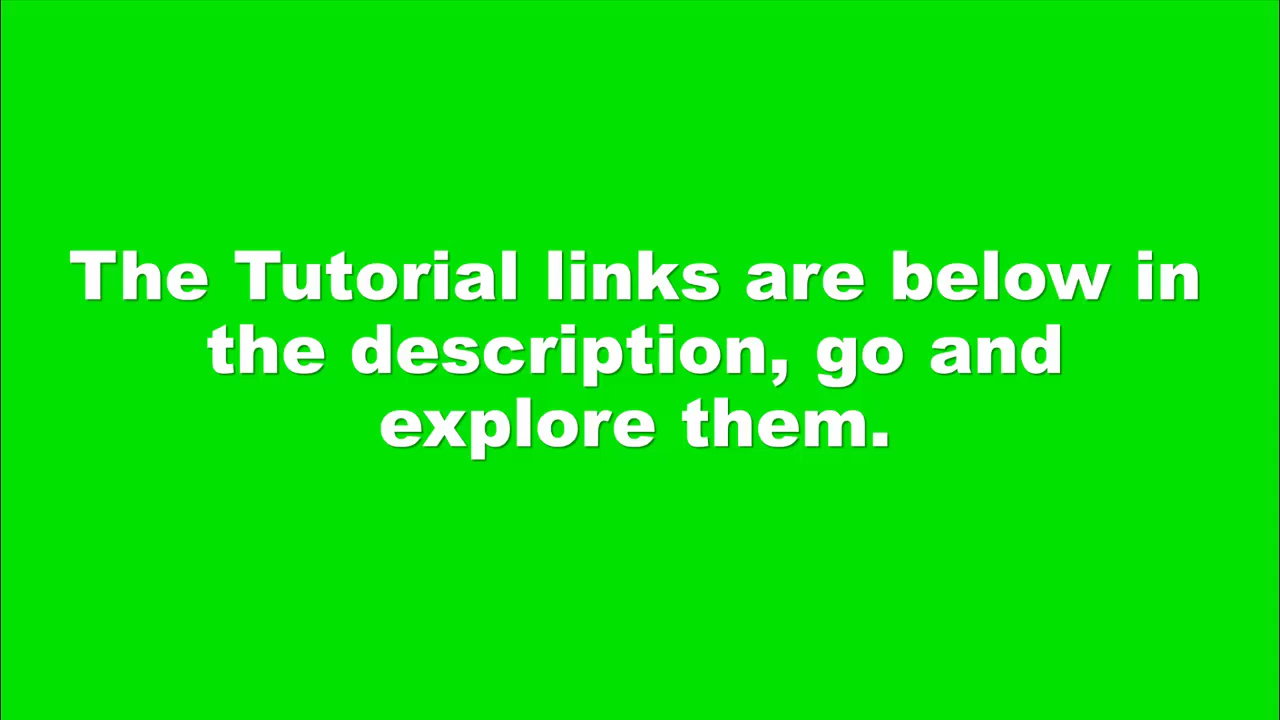 The Tutorial links are below in
the description, go and
explore them.